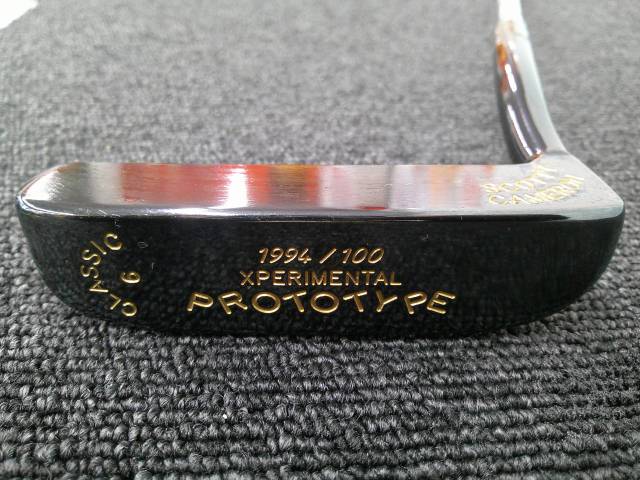 SCOTTY
CAMERON
CLASSIC
6
1994 / 100
XPERIMENTAL
PROTOTYPE